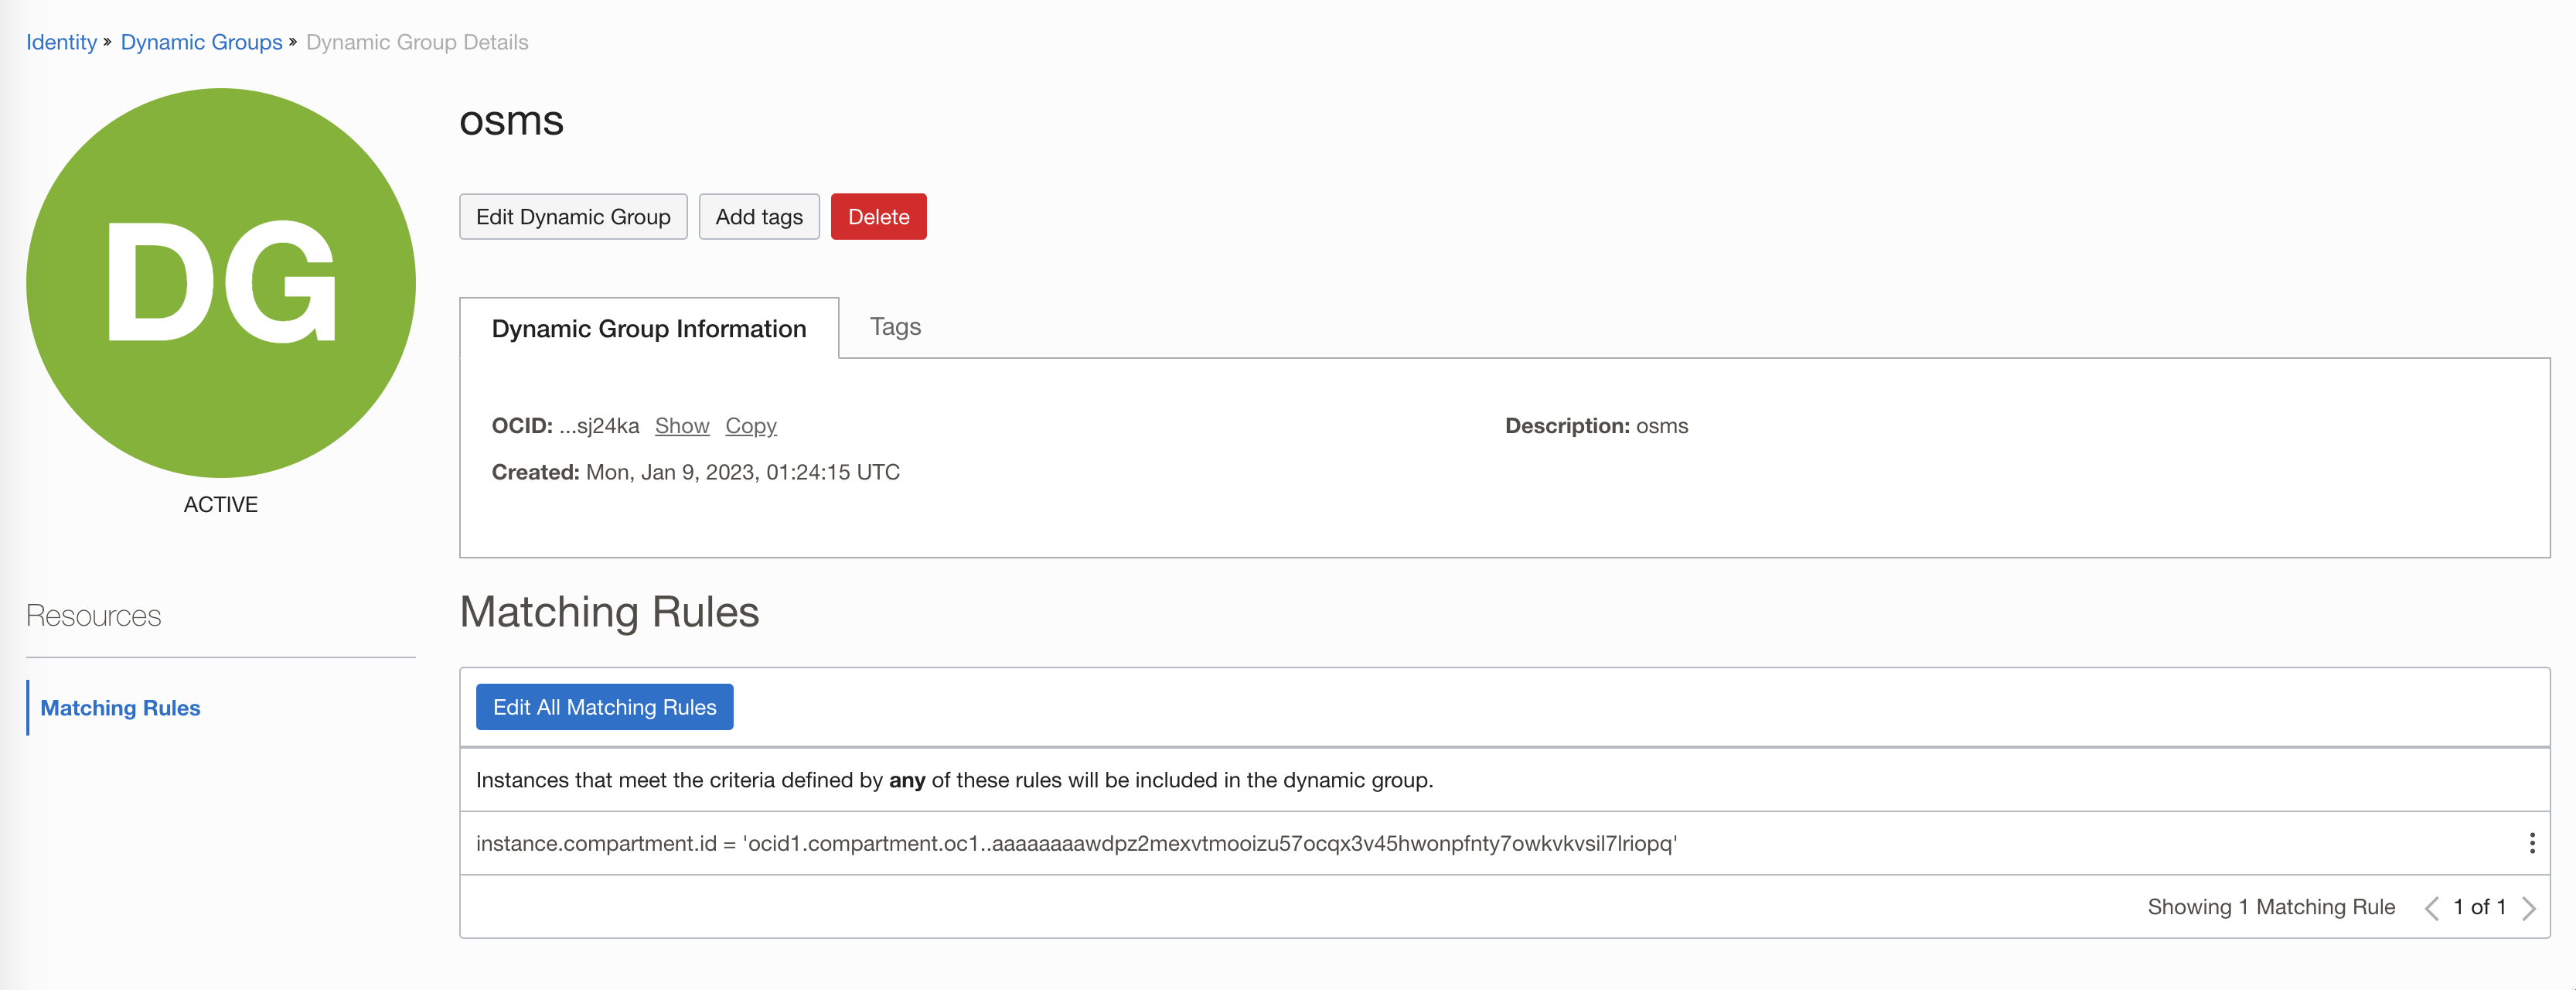 Identity » Dynamic Groups » Dynamic Group Details
DG
ACTIVE
osms
Edit Dynamic Group Add tags Delete
Dynamic Group Information Tags
OCID: ...sj24ka Show Copy Description: osms
Created: Mon, Jan 9, 2023, 01:24:15 UTC
Resources
Matching Rules
Matching Rules
Edit All Matching Rules
Instances that meet the criteria defined by any of these rules will be included in the dynamic group.
instance.compartment.id = 'ocid1.compartment.oc1..aaaaaaaawdpz2mexvtmooizu57ocqx3v45hwonpfnty7owkvkvsil7lriopq'
Showing 1 Matching Rule 1 of 1